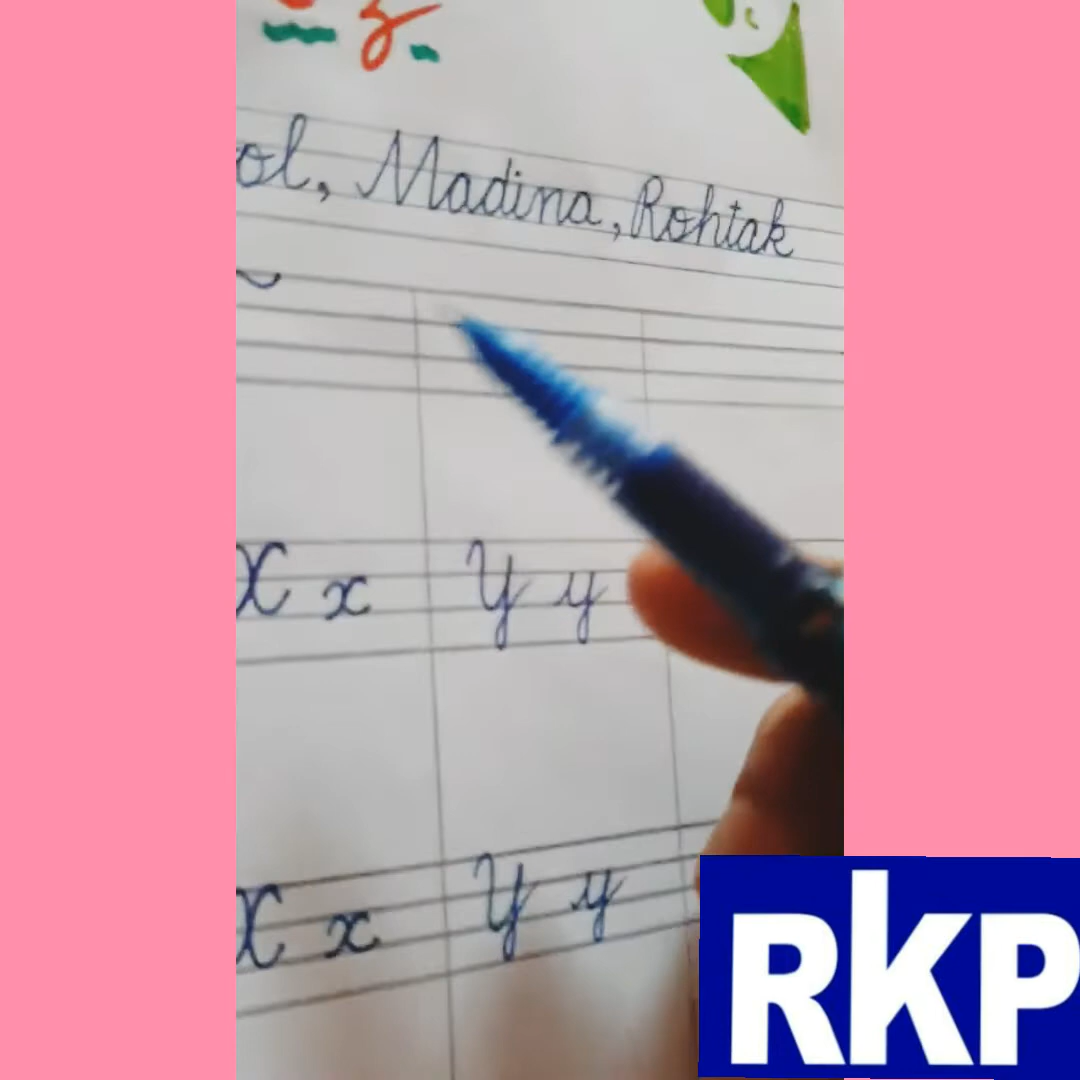 z
ol, Madina, Rohtak
X x Y y
X x Y y
RKP